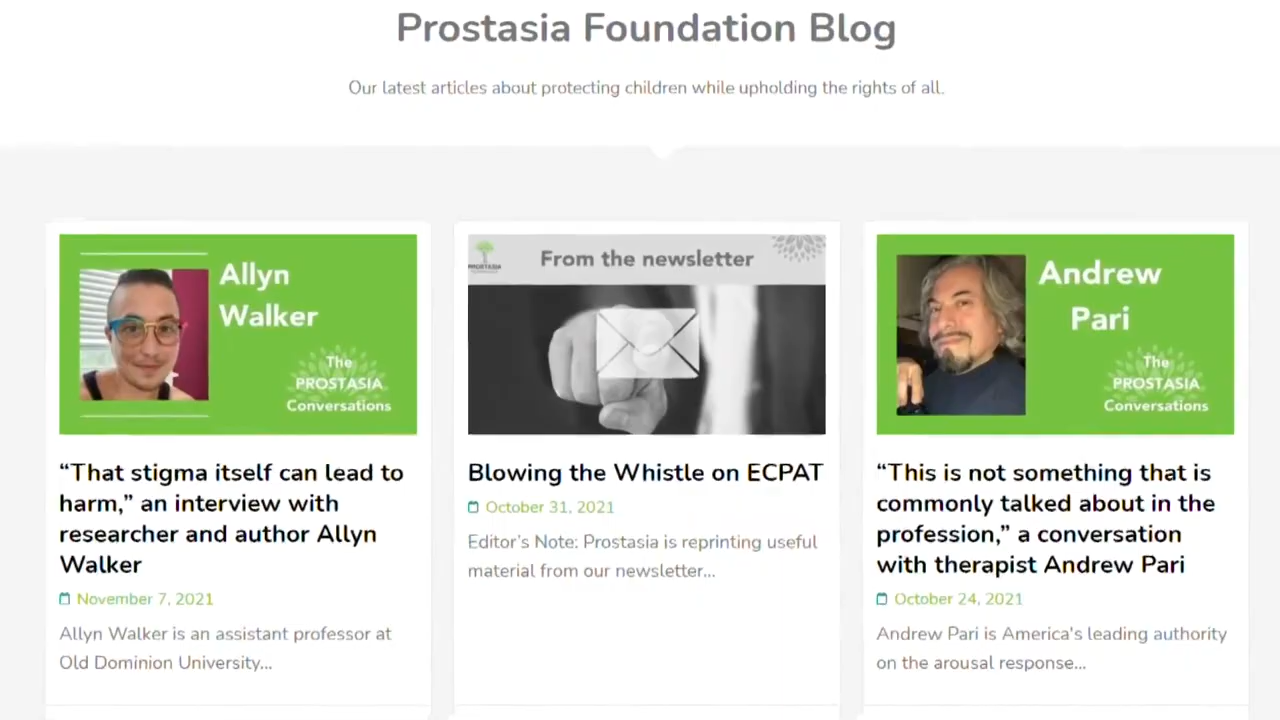 Prostasia Foundation Blog
Our latest articles about protecting children while upholding the rights of all.
Allyn
Walker
The
PROSTASIA
Conversations
“That stigma itself can lead to
harm,” an interview with
researcher and author Allyn
Walker
November 7, 2021
Allyn Walker is an assistant professor at
Old Dominion University...
PROSTASIA
From the newsletter
Blowing the Whistle on ECPAT
October 31, 2021
Editor’s Note: Prostasia is reprinting useful
material from our newsletter...
Andrew
Pari
The
PROSTASIA
Conversations
“This is not something that is
commonly talked about in the
profession,” a conversation
with therapist Andrew Pari
October 24, 2021
Andrew Pari is America's leading authority
on the arousal response...